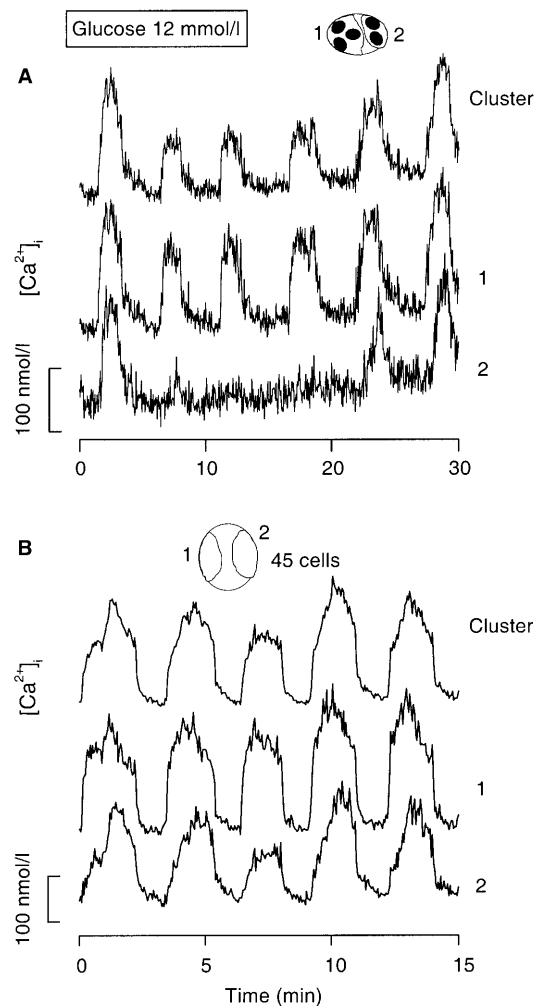 Glucose 12 mmol/l
1 2
A
Cluster
1
2
[Ca²⁺]ᵢ
100 nmol/l
0 10 20 30
B
1 2
45 cells
Cluster
1
2
[Ca²⁺]ᵢ
100 nmol/l
0 5 10 15
Time (min)